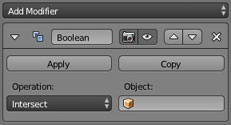 Add Modifier
Boolean
Apply Copy
Operation: Object:
Intersect